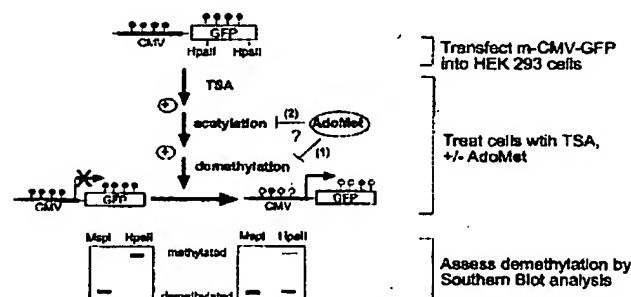 CMV
GFP
HpaII HpaII
TSA
acetylation
(2)
?
AdoMet
(1)
demethylation
CMV
GFP
CMV
GFP
MspI HpaII
methylated
demethylated
MspI HpaII
Transfect m-CMV-GFP
into HEK 293 cells
Treat cells wtih TSA,
+/- AdoMet
Assess demethylation by
Southern Blot analysis